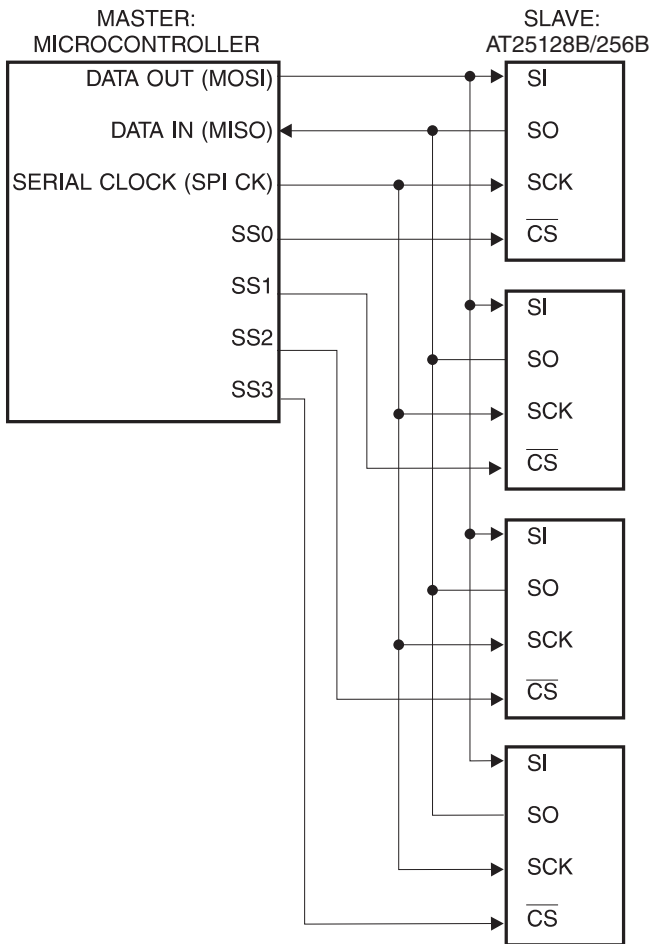 MASTER:
MICROCONTROLLER
SLAVE:
AT25128B/256B
DATA OUT (MOSI)
DATA IN (MISO)
SERIAL CLOCK (SPI CK)
SS0
SS1
SS2
SS3
SI
SO
SCK
CS
SI
SO
SCK
CS
SI
SO
SCK
CS
SI
SO
SCK
CS